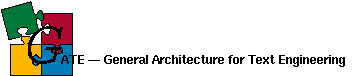 GATE — General Architecture for Text Engineering